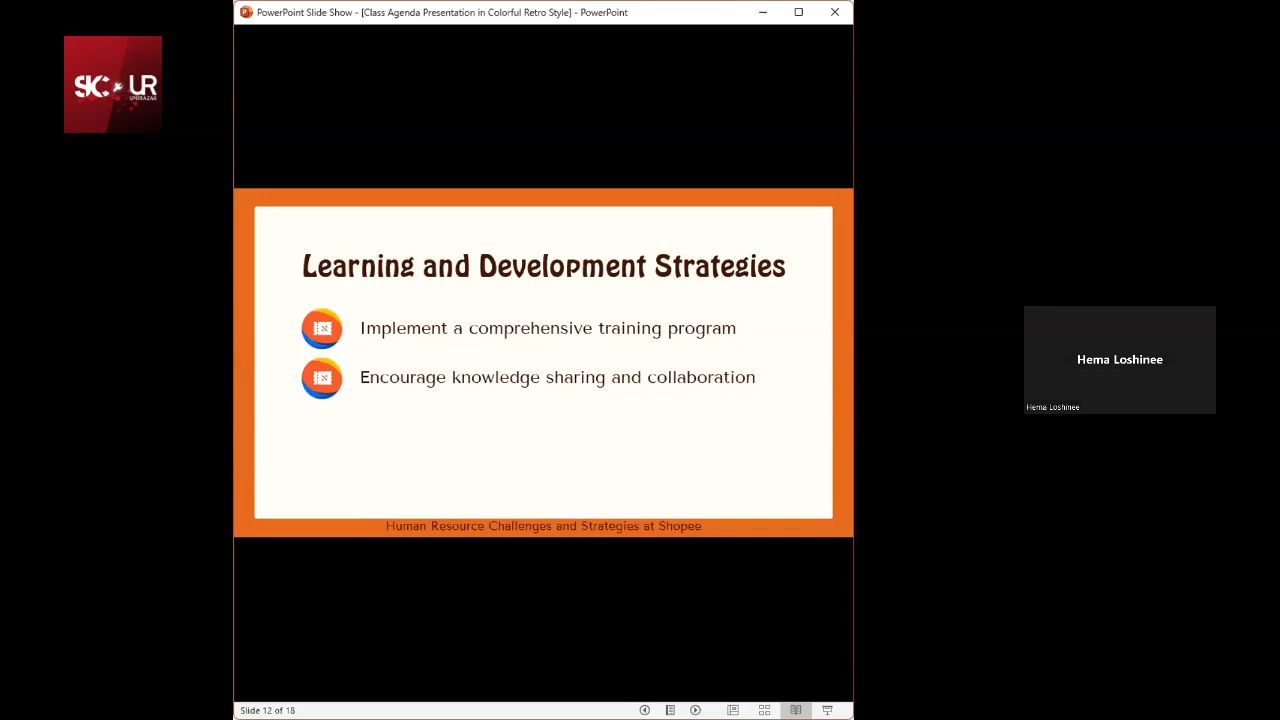 PowerPoint Slide Show - [Class Agenda Presentation in Colorful Retro Style] - PowerPoint
SIC UR
UNIRAZAK
Learning and Development Strategies
Implement a comprehensive training program
Encourage knowledge sharing and collaboration
Human Resource Challenges and Strategies at Shopee
Hema Loshinee
Hema Loshinee
Slide 12 of 18